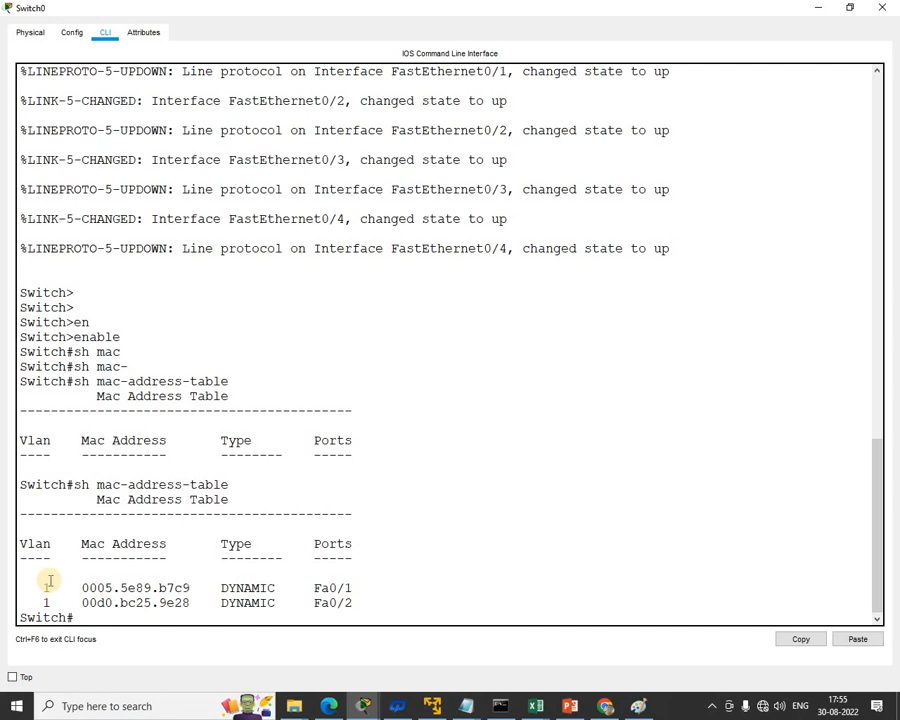 Switch0
Physical Config CLI Attributes
IOS Command Line Interface
%LINEPROTO-5-UPDOWN: Line protocol on Interface FastEthernet0/1, changed state to up
%LINK-5-CHANGED: Interface FastEthernet0/2, changed state to up
%LINEPROTO-5-UPDOWN: Line protocol on Interface FastEthernet0/2, changed state to up
%LINK-5-CHANGED: Interface FastEthernet0/3, changed state to up
%LINEPROTO-5-UPDOWN: Line protocol on Interface FastEthernet0/3, changed state to up
%LINK-5-CHANGED: Interface FastEthernet0/4, changed state to up
%LINEPROTO-5-UPDOWN: Line protocol on Interface FastEthernet0/4, changed state to up
Switch>
Switch>
Switch>en
Switch>enable
Switch#sh mac
Switch#sh mac-
Switch#sh mac-address-table
Mac Address Table
-------------------------------------------
Vlan Mac Address Type Ports
---- ----------- -------- -----
Switch#sh mac-address-table
Mac Address Table
-------------------------------------------
Vlan Mac Address Type Ports
---- ----------- -------- -----
1 0005.5e89.b7c9 DYNAMIC Fa0/1
1 00d0.bc25.9e28 DYNAMIC Fa0/2
Switch#
Ctrl+F6 to exit CLI focus
Copy Paste
Top
Type here to search
ENG
17:55
30-08-2022